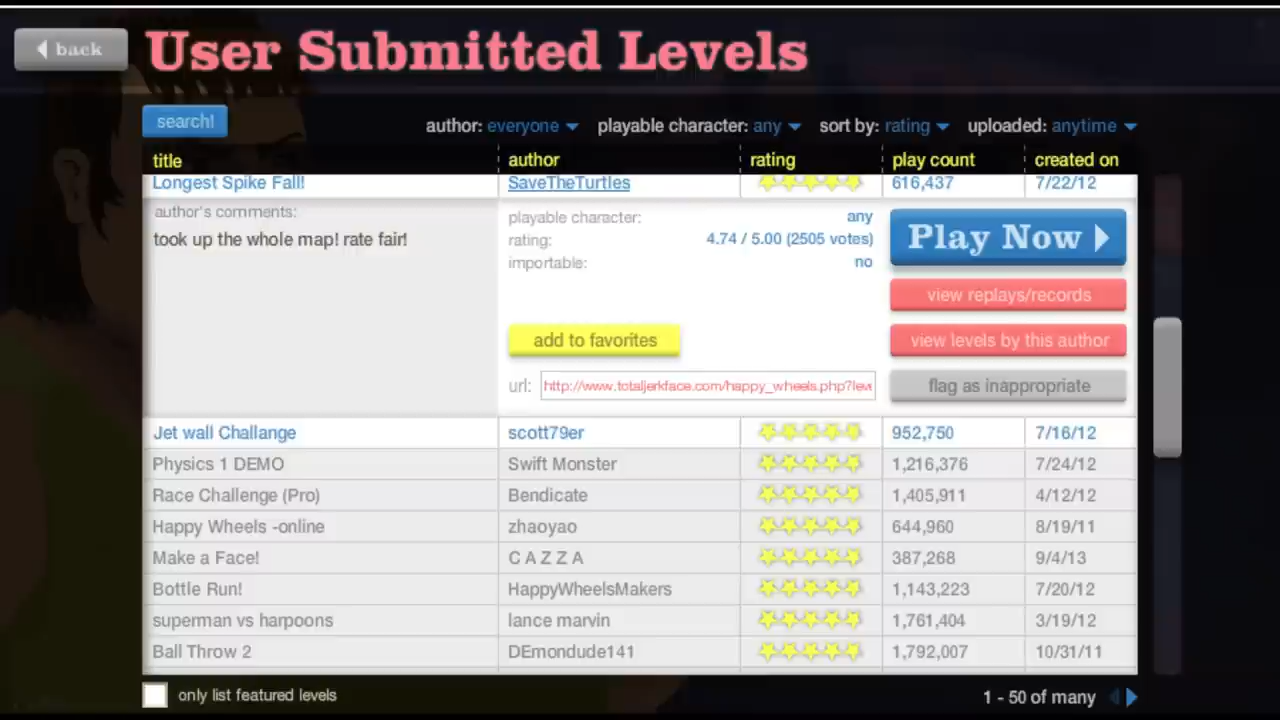 back
User Submitted Levels
search!
author: everyone playable character: any sort by: rating uploaded: anytime
title author rating play count created on
Longest Spike Fall! SaveTheTurtles 616,437 7/22/12
author's comments:
took up the whole map! rate fair!
playable character: any
rating: 4.74 / 5.00 (2505 votes)
importable: no
Play Now
view replays/records
add to favorites
view levels by this author
url: http://www.totaljerkface.com/happy_wheels.php?lev
flag as inappropriate
Jet wall Challange scott79er 952,750 7/16/12
Physics 1 DEMO Swift Monster 1,216,376 7/24/12
Race Challenge (Pro) Bendicate 1,405,911 4/12/12
Happy Wheels -online zhaoyao 644,960 8/19/11
Make a Face! C A Z Z A 387,268 9/4/13
Bottle Run! HappyWheelsMakers 1,143,223 7/20/12
superman vs harpoons lance marvin 1,761,404 3/19/12
Ball Throw 2 DEmondude141 1,792,007 10/31/11
only list featured levels
1 - 50 of many